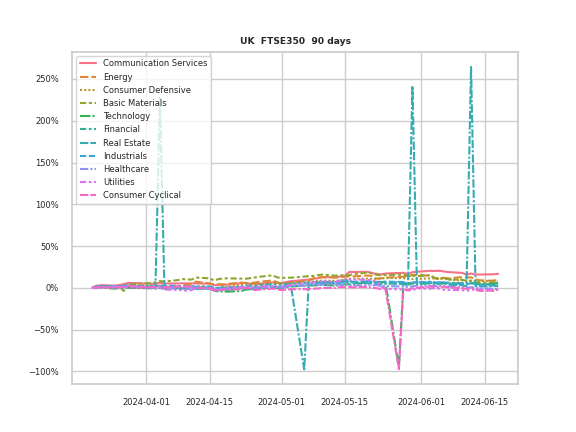 UK FTSE350 90 days
Communication Services
Energy
Consumer Defensive
Basic Materials
Technology
Financial
Real Estate
Industrials
Healthcare
Utilities
Consumer Cyclical
250%
200%
150%
100%
50%
0%
−50%
−100%
2024-04-01 2024-04-15 2024-05-01 2024-05-15 2024-06-01 2024-06-15